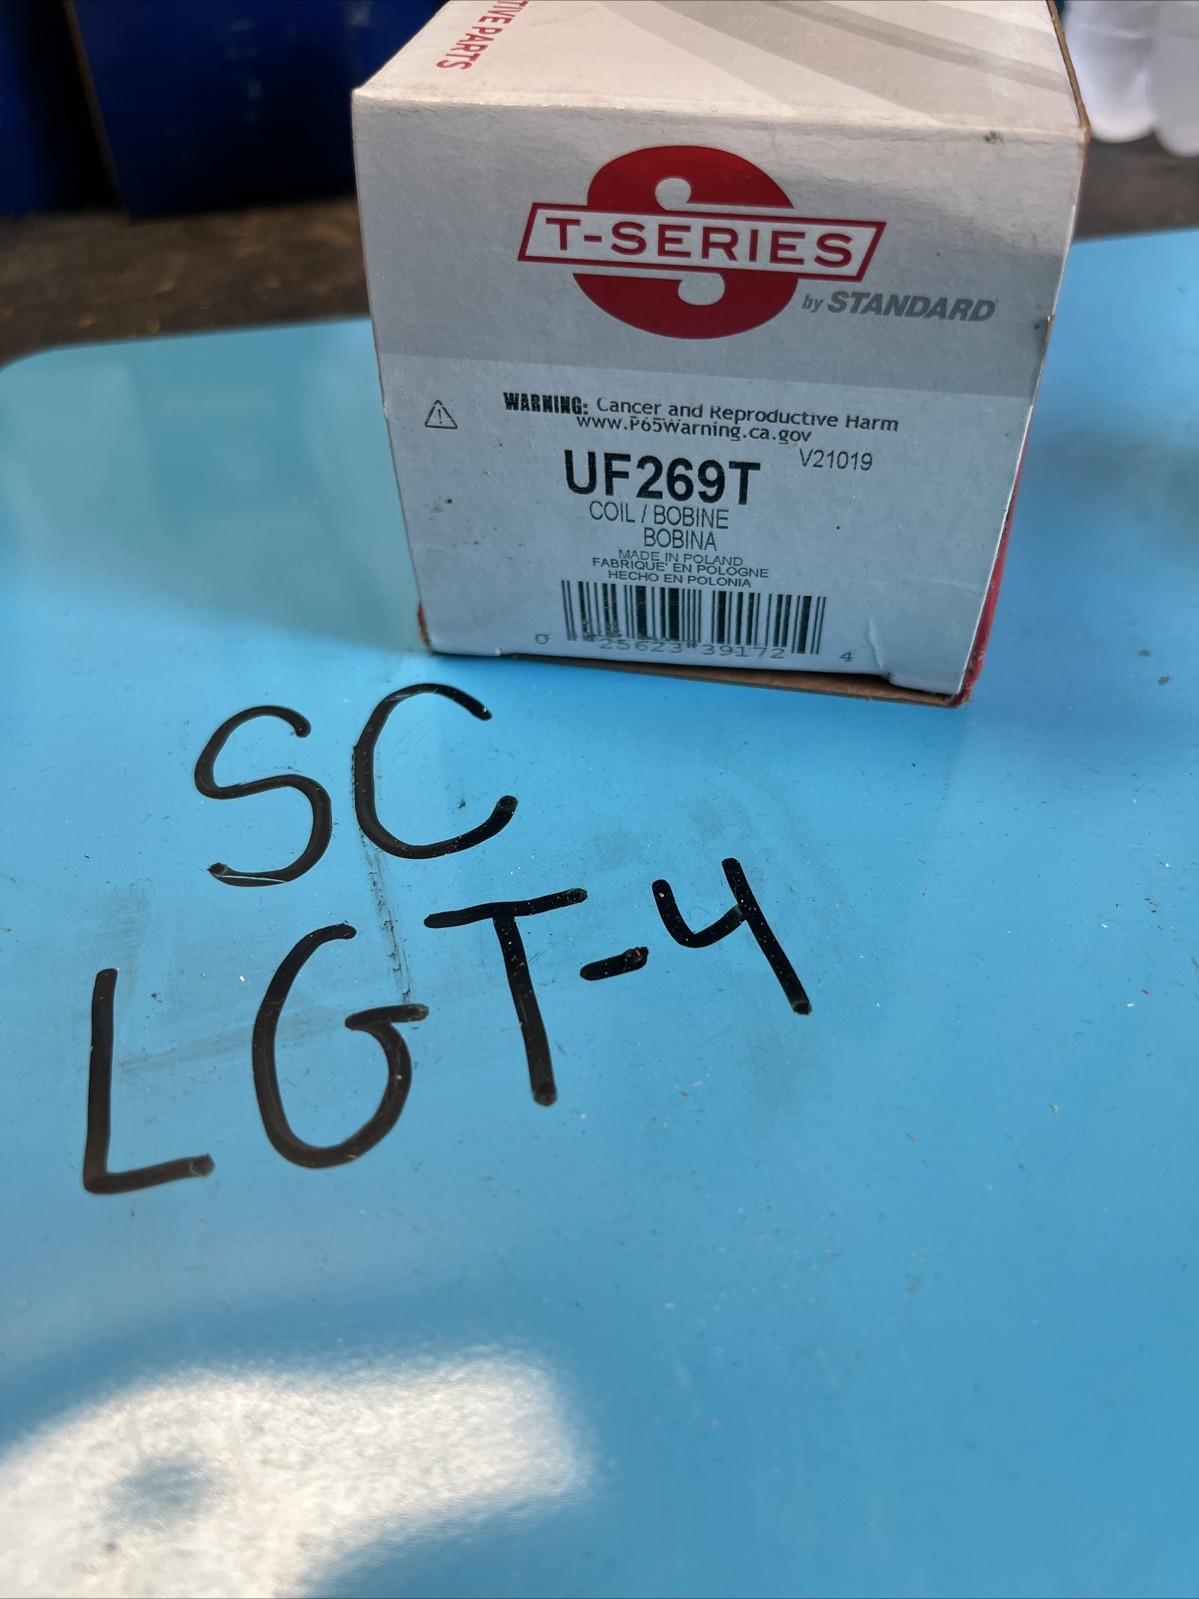 TIVE PARTS
T-SERIES
by STANDARD
WARNING: Cancer and Reproductive Harm
www.P65Warning.ca.gov
V21019
UF269T
COIL / BOBINE
BOBINA
MADE IN POLAND
FABRIQUE' EN POLOGNE
HECHO EN POLONIA
0 25623 39172 4
SC
LGT-4